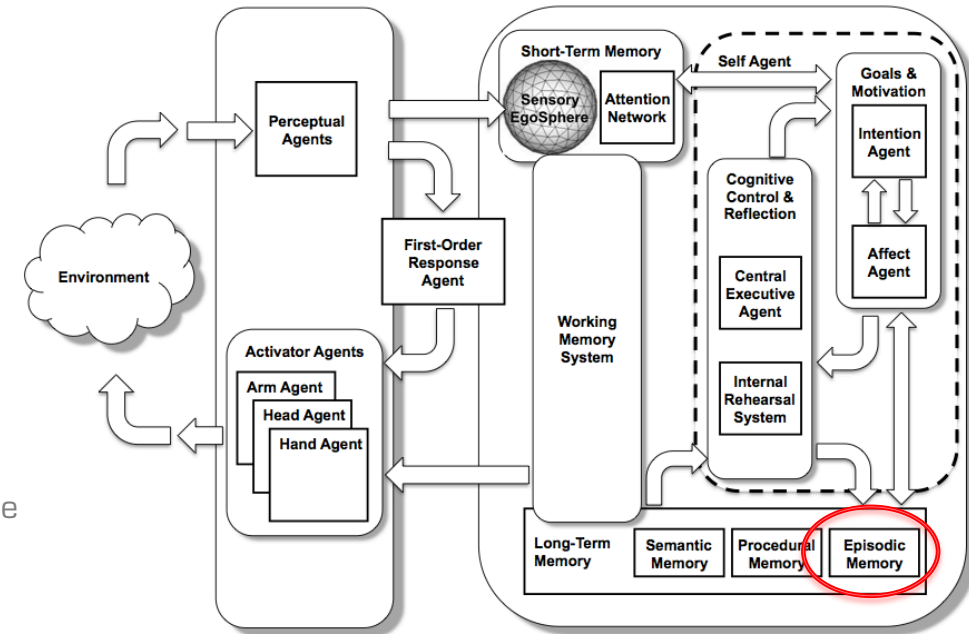 Short-Term Memory
Sensory
EgoSphere
Attention
Network
Self Agent
Goals &
Motivation
Intention
Agent
Affect
Agent
Perceptual
Agents
Cognitive
Control &
Reflection
Central
Executive
Agent
Internal
Rehearsal
System
First-Order
Response
Agent
Environment
Working
Memory
System
Activator Agents
Arm Agent
Head Agent
Hand Agent
e
Long-Term
Memory
Semantic
Memory
Procedural
Memory
Episodic
Memory